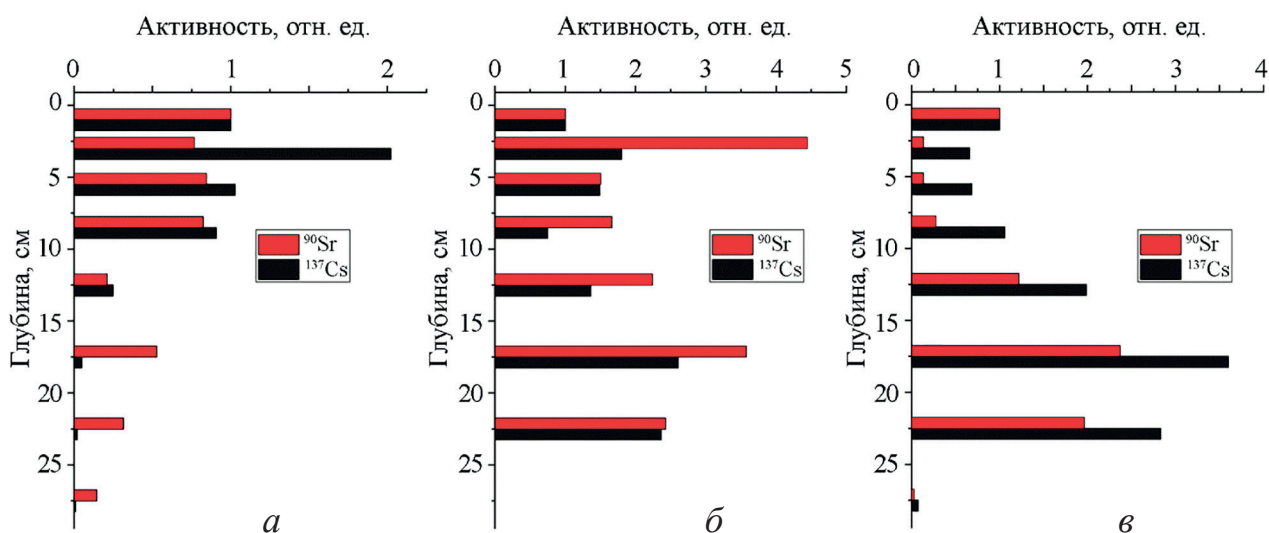 Активность, отн. ед.
0 1 2
0
5
10
15
20
25
Глубина, см
⁹⁰Sr
¹³⁷Cs
а
Активность, отн. ед.
0 1 2 3 4 5
0
5
10
15
20
25
Глубина, см
⁹⁰Sr
¹³⁷Cs
б
Активность, отн. ед.
0 1 2 3 4
0
5
10
15
20
25
Глубина, см
⁹⁰Sr
¹³⁷Cs
в